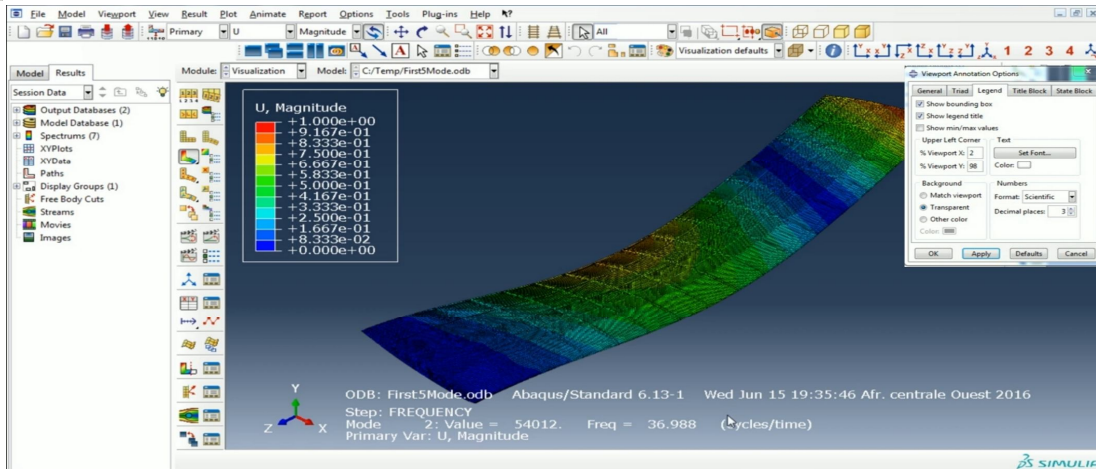 File Model Viewport View Result Plot Animate Report Options Tools Plug-ins Help
Primary U Magnitude All
Visualization defaults 1 2 3 4
Model Results Module: Visualization Model: C:/Temp/First5Mode.odb
Session Data
Output Databases (2)
Model Database (1)
Spectrums (7)
XYPlots
XYData
Paths
Display Groups (1)
Free Body Cuts
Streams
Movies
Images
U, Magnitude
+1.000e+00
+9.167e-01
+8.333e-01
+7.500e-01
+6.667e-01
+5.833e-01
+5.000e-01
+4.167e-01
+3.333e-01
+2.500e-01
+1.667e-01
+8.333e-02
+0.000e+00
Viewport Annotation Options
General Triad Legend Title Block State Block
Show bounding box
Show legend title
Show min/max values
Upper Left Corner Text
% Viewport X: 2 Set Font...
% Viewport Y: 98 Color:
Background Numbers
Match viewport Format: Scientific
Transparent Decimal places: 3
Other color
Color:
OK Apply Defaults Cancel
Y
Z X
ODB: First5Mode.odb Abaqus/Standard 6.13-1 Wed Jun 15 19:35:46 Afr. centrale Ouest 2016
Step: FREQUENCY
Mode 2: Value = 54012. Freq = 36.988 (cycles/time)
Primary Var: U, Magnitude
SIMULIA